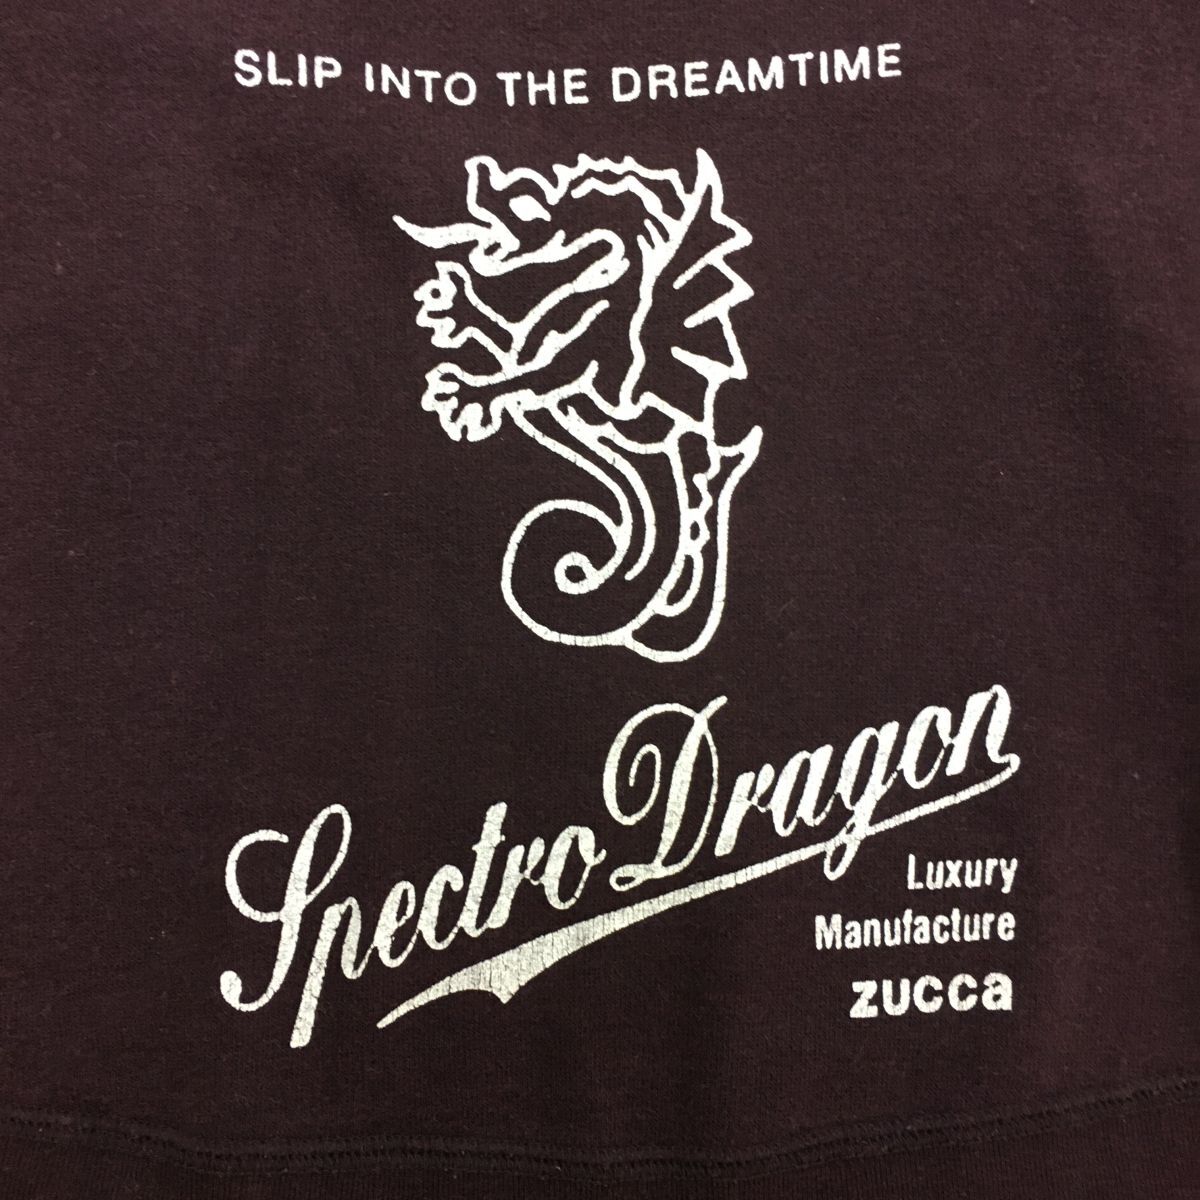 SLIP INTO THE DREAMTIME
Spectro Dragon
Luxury
Manufacture
zucca